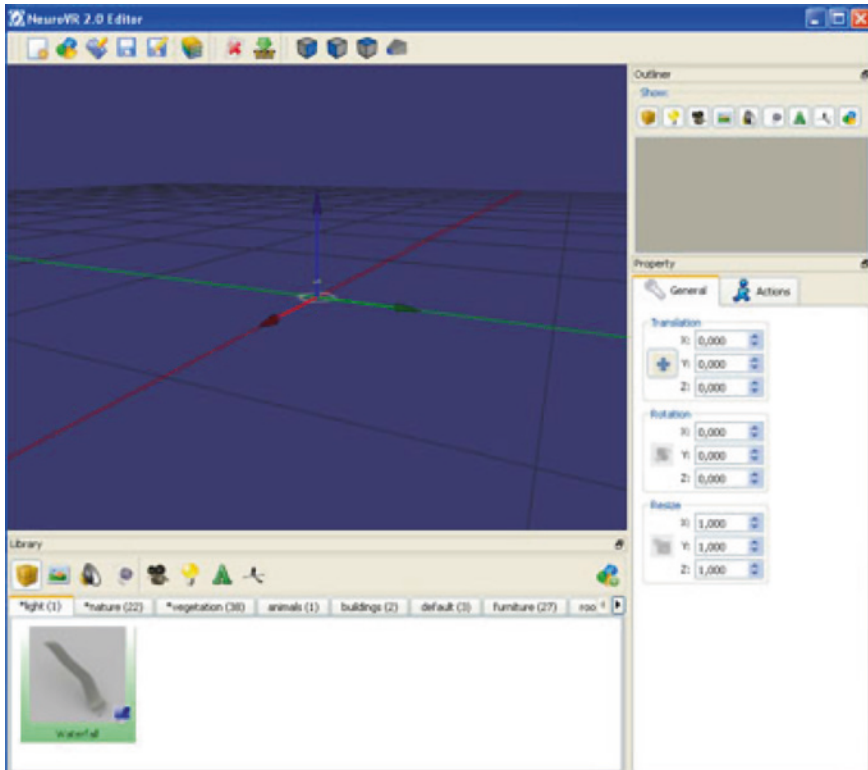 NeuroVR 2.0 Editor
Outliner
Show:
Property
General Actions
Translation
X: 0,000
Y: 0,000
Z: 0,000
Rotation
X: 0,000
Y: 0,000
Z: 0,000
Resize
X: 1,000
Y: 1,000
Z: 1,000
Library
*light (1) *nature (22) *vegetation (38) animals (1) buildings (2) default (3) furniture (27) roo
Waterfall